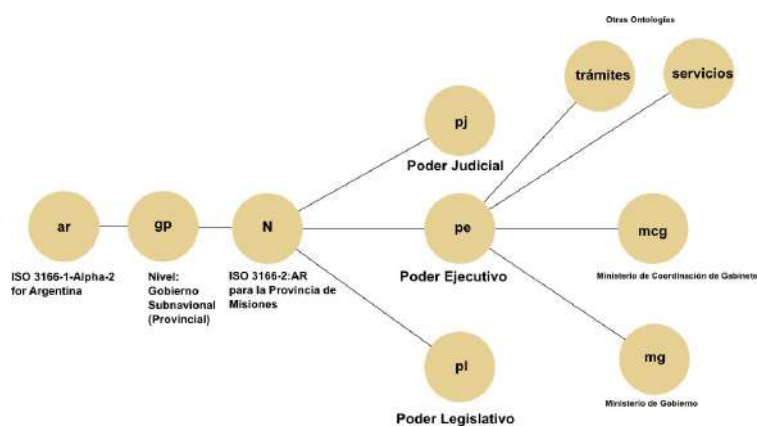 Otras Ontologías
trámites
servicios
pj
Poder Judicial
ar
gp
N
pe
mcg
ISO 3166-1-Alpha-2
for Argentina
Nivel:
Gobierno
Subnavional
(Provincial)
ISO 3166-2:AR
para la Provincia de
Misiones
Poder Ejecutivo
Ministerio de Coordinación de Gabinete
pl
Poder Legislativo
mg
Ministerio de Gobierno